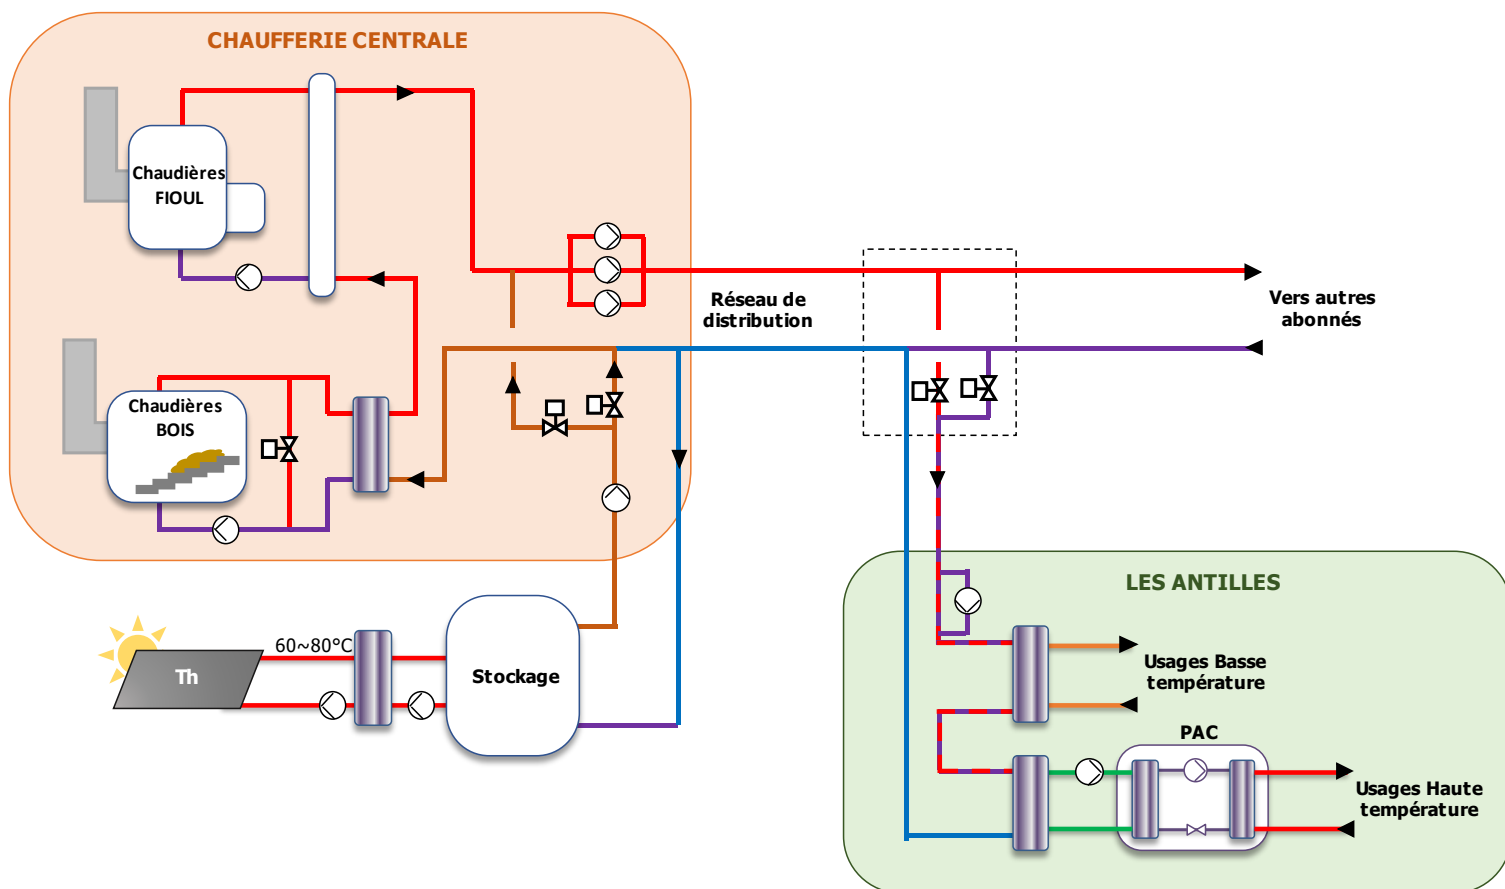 CHAUFFERIE CENTRALE
Chaudières
FIOUL
Réseau de
distribution
Vers autres
abonnés
Chaudières
BOIS
LES ANTILLES
60~80°C
Th
Stockage
Usages Basse
température
PAC
Usages Haute
température